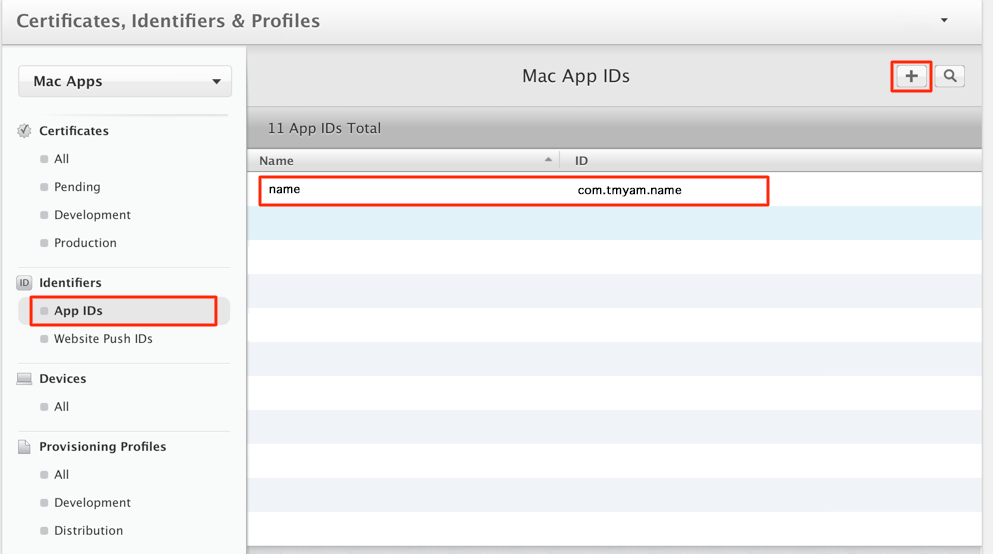 Certificates, Identifiers & Profiles
Mac Apps
Certificates
All
Pending
Development
Production
ID Identifiers
App IDs
Website Push IDs
Devices
All
Provisioning Profiles
All
Development
Distribution
Mac App IDs
11 App IDs Total
Name ID
name com.tmyam.name